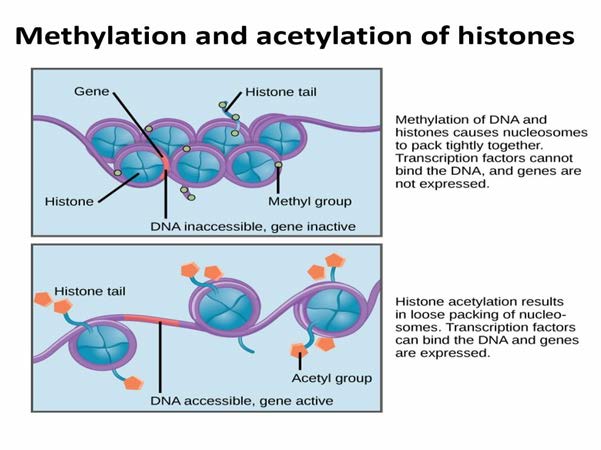 Methylation and acetylation of histones
Gene
Histone tail
Histone
Methyl group
DNA inaccessible, gene inactive
Methylation of DNA and
histones causes nucleosomes
to pack tightly together.
Transcription factors cannot
bind the DNA, and genes are
not expressed.
Histone tail
Acetyl group
DNA accessible, gene active
Histone acetylation results
in loose packing of nucleo-
somes. Transcription factors
can bind the DNA and genes
are expressed.